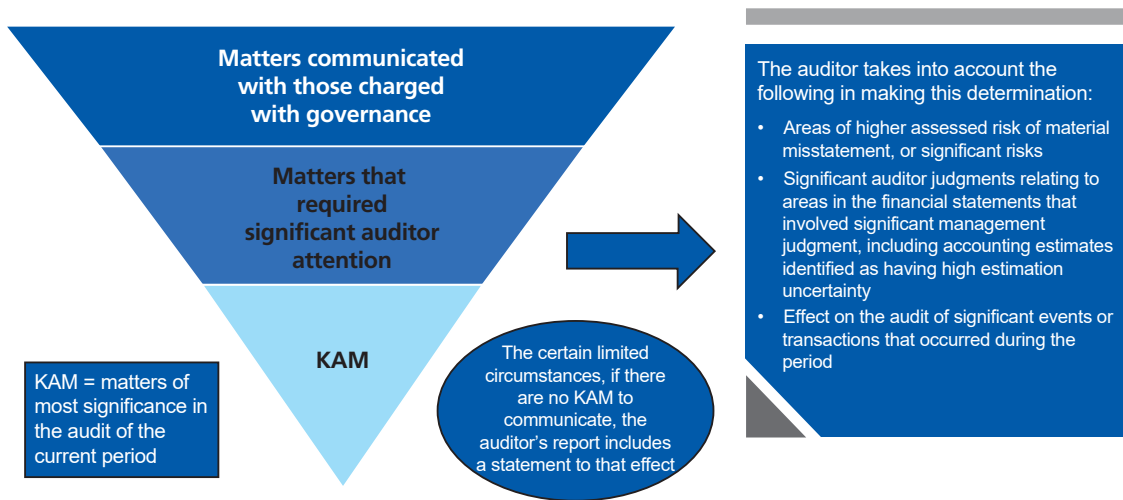 Matters communicated
with those charged
with governance
Matters that
required
significant auditor
attention
KAM
KAM = matters of
most significance in
the audit of the
current period
The certain limited
circumstances, if there
are no KAM to
communicate, the
auditor's report includes
a statement to that effect
The auditor takes into account the
following in making this determination:
• Areas of higher assessed risk of material
misstatement, or significant risks
• Significant auditor judgments relating to
areas in the financial statements that
involved significant management
judgment, including accounting estimates
identified as having high estimation
uncertainty
• Effect on the audit of significant events or
transactions that occurred during the
period